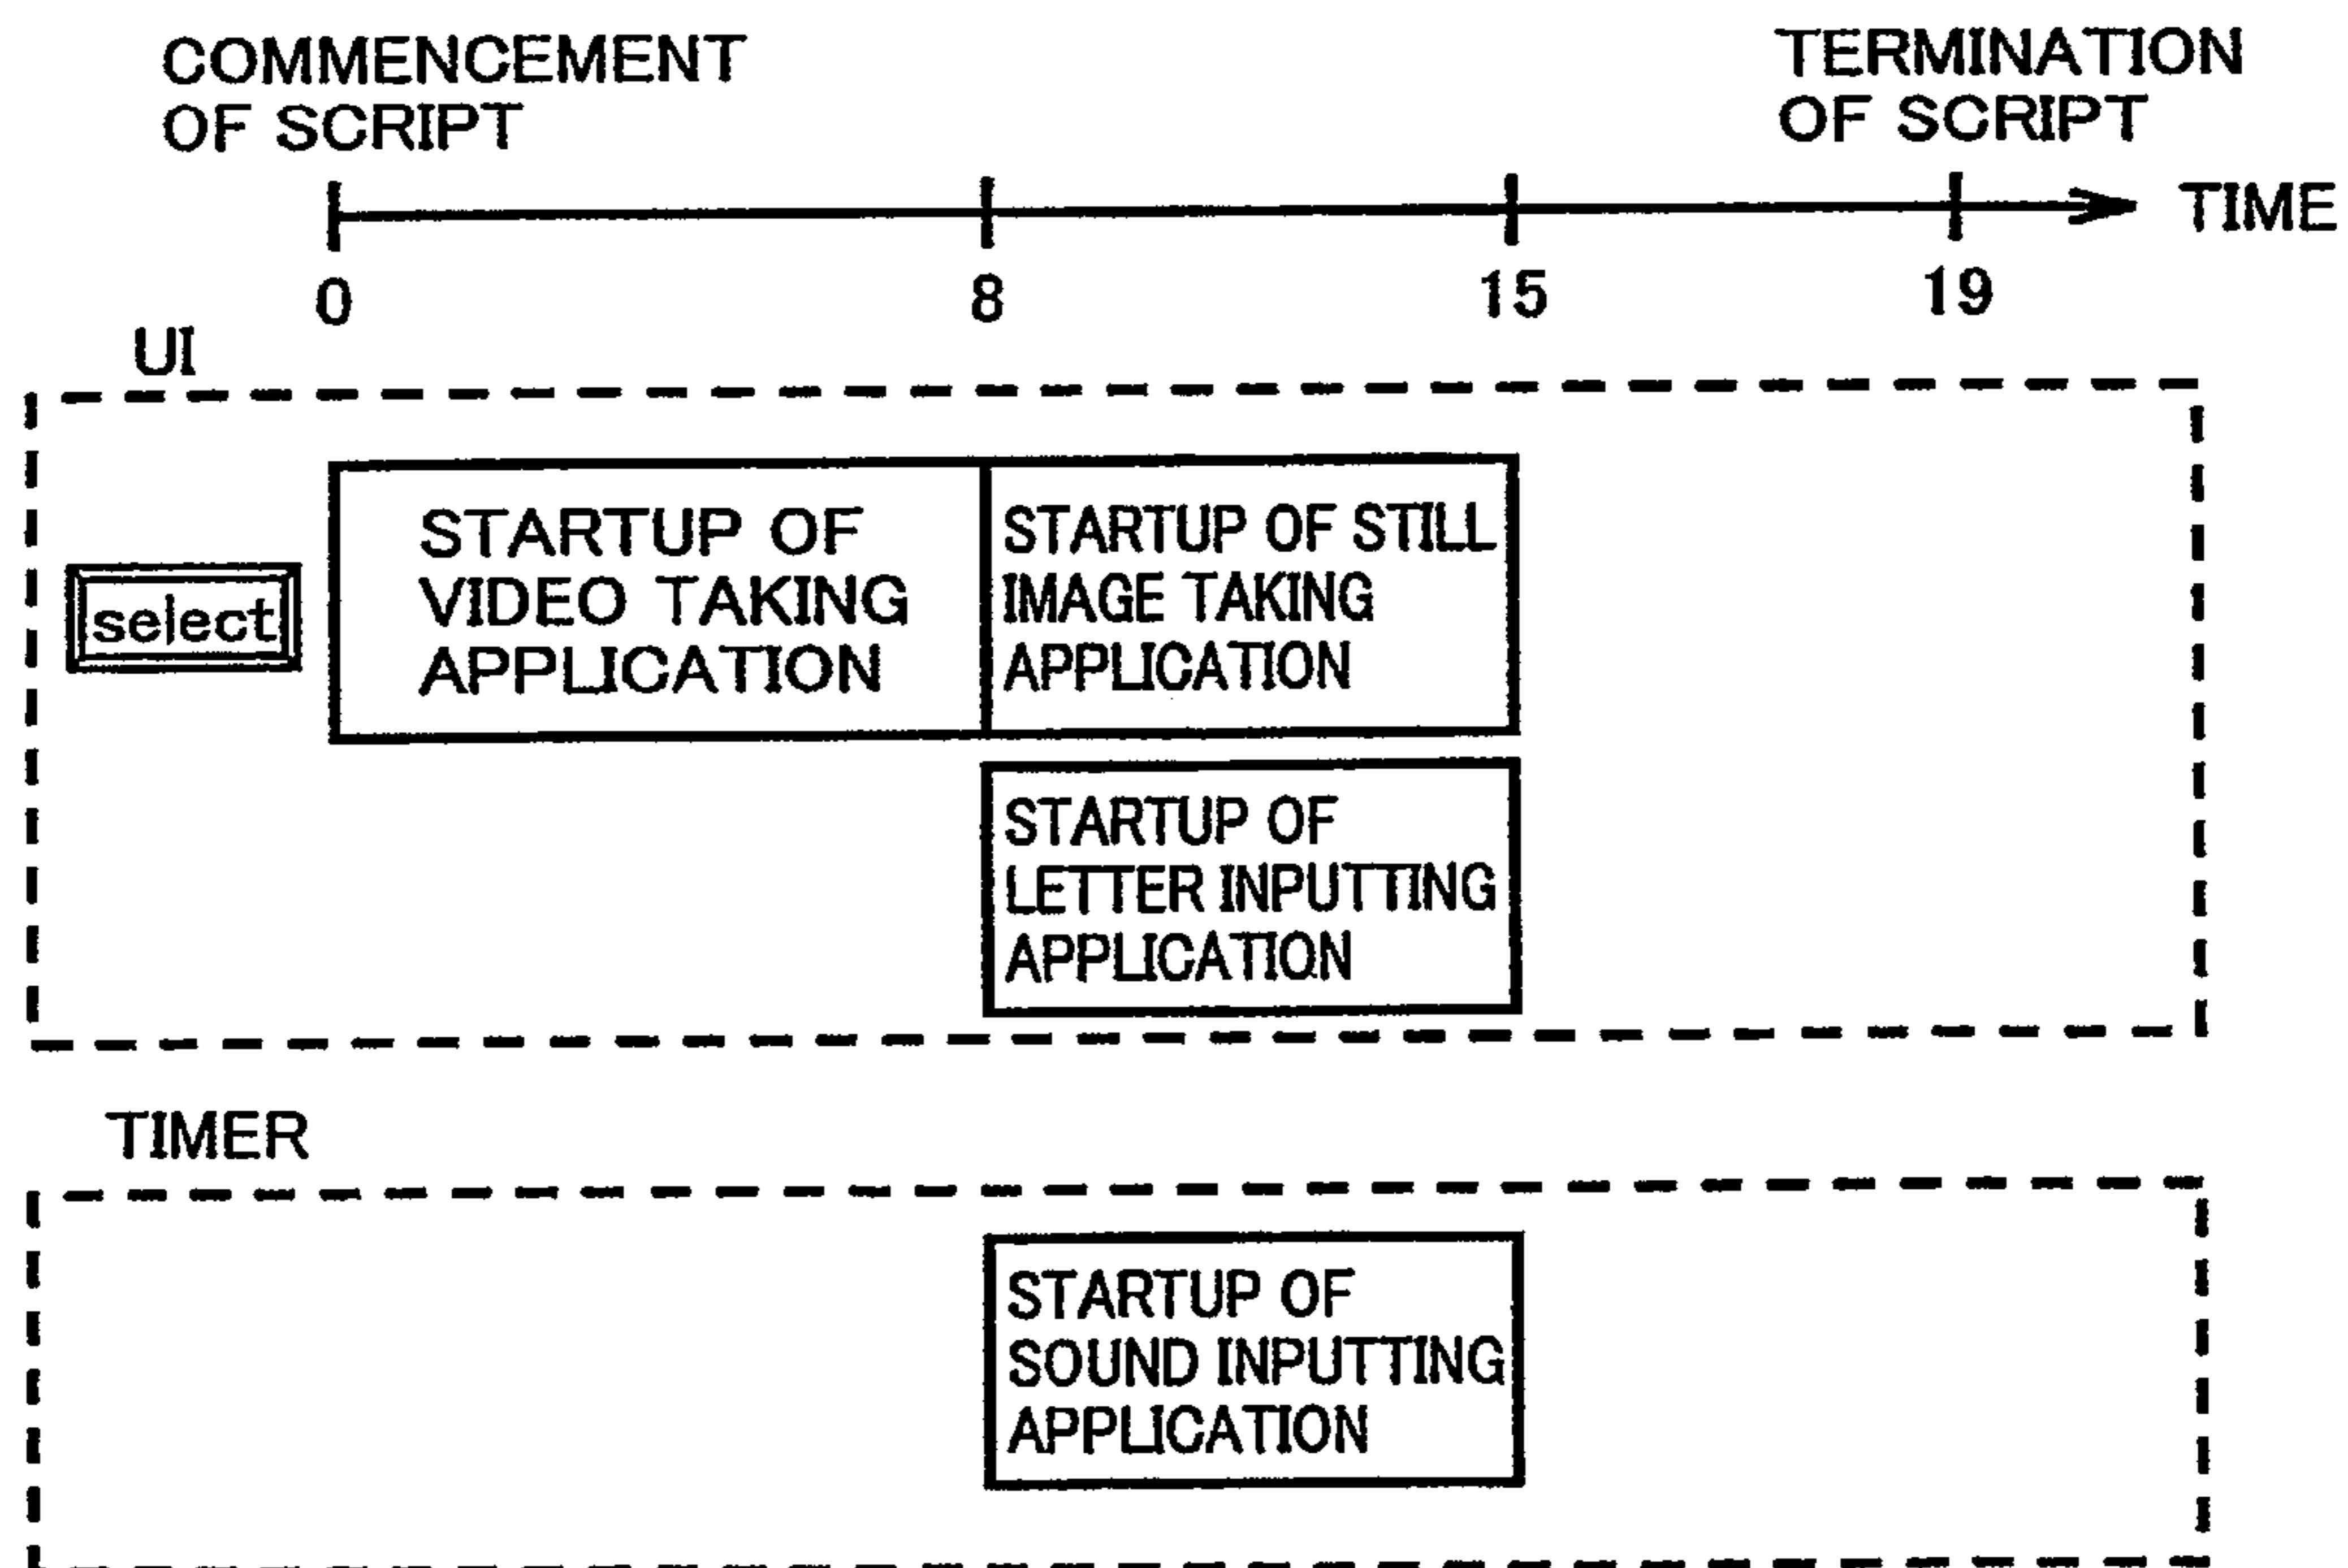 COMMENCEMENT
OF SCRIPT
TERMINATION
OF SCRIPT
TIME
0 8 15 19
UI
select
STARTUP OF
VIDEO TAKING
APPLICATION
STARTUP OF STILL
IMAGE TAKING
APPLICATION
STARTUP OF
LETTER INPUTTING
APPLICATION
TIMER
STARTUP OF
SOUND INPUTTING
APPLICATION